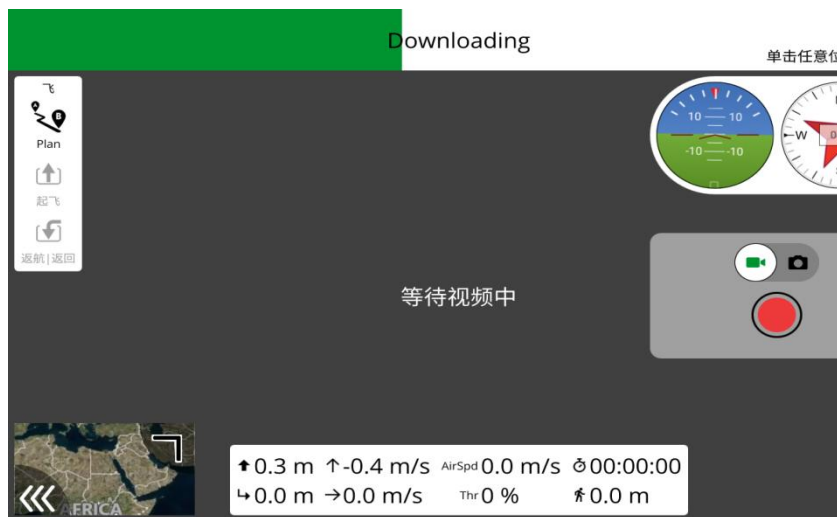 Downloading
单击任意位
飞
Plan
起飞
返航|返回
10 10
-10 -10
W 0
等待视频中
0.3 m -0.4 m/s AirSpd 0.0 m/s 00:00:00
0.0 m 0.0 m/s Thr 0 % 0.0 m
AFRICA